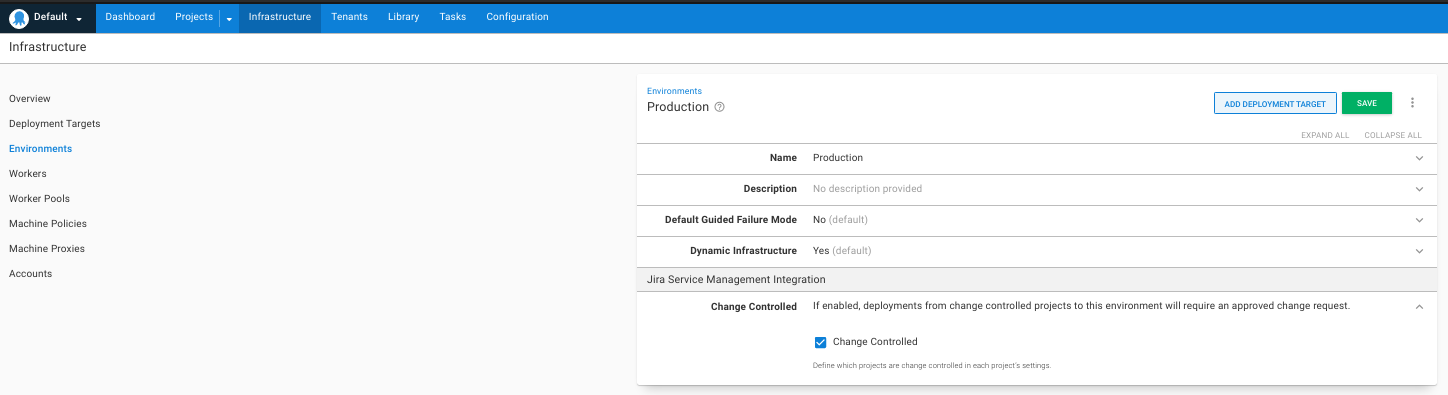 Default Dashboard Projects Infrastructure Tenants Library Tasks Configuration
Infrastructure
Overview
Deployment Targets
Environments
Workers
Worker Pools
Machine Policies
Machine Proxies
Accounts
Environments
Production
ADD DEPLOYMENT TARGET SAVE
EXPAND ALL COLLAPSE ALL
Name Production
Description No description provided
Default Guided Failure Mode No (default)
Dynamic Infrastructure Yes (default)
Jira Service Management Integration
Change Controlled If enabled, deployments from change controlled projects to this environment will require an approved change request.
Change Controlled
Define which projects are change controlled in each project's settings.